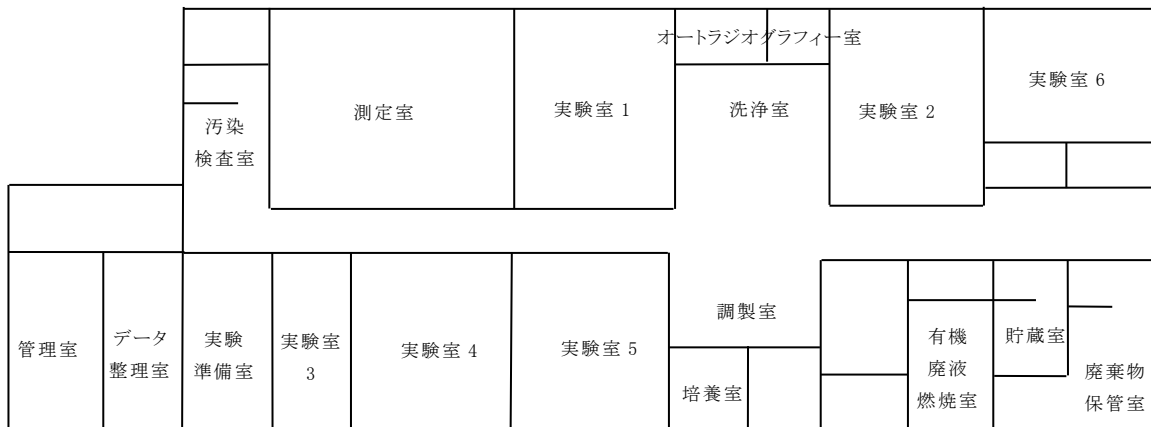 オートラジオグラフィー室
実験室 6
測定室
実験室 1
洗浄室
実験室 2
汚染
検査室
管理室
データ
整理室
実験
準備室
実験室
3
実験室 4
実験室 5
調製室
培養室
有機
廃液
燃焼室
貯蔵室
廃棄物
保管室